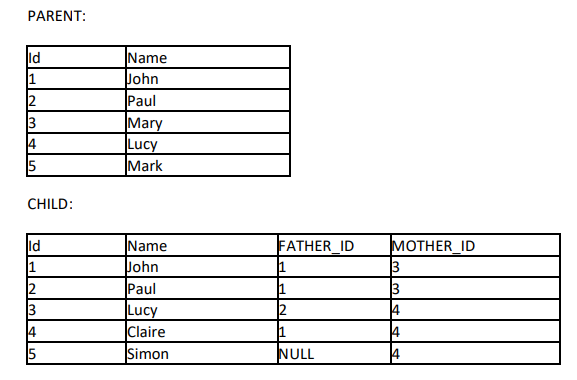 PARENT:
Id Name
1 John
2 Paul
3 Mary
4 Lucy
5 Mark
CHILD:
Id Name FATHER_ID MOTHER_ID
1 John 1 3
2 Paul 1 3
3 Lucy 2 4
4 Claire 1 4
5 Simon NULL 4